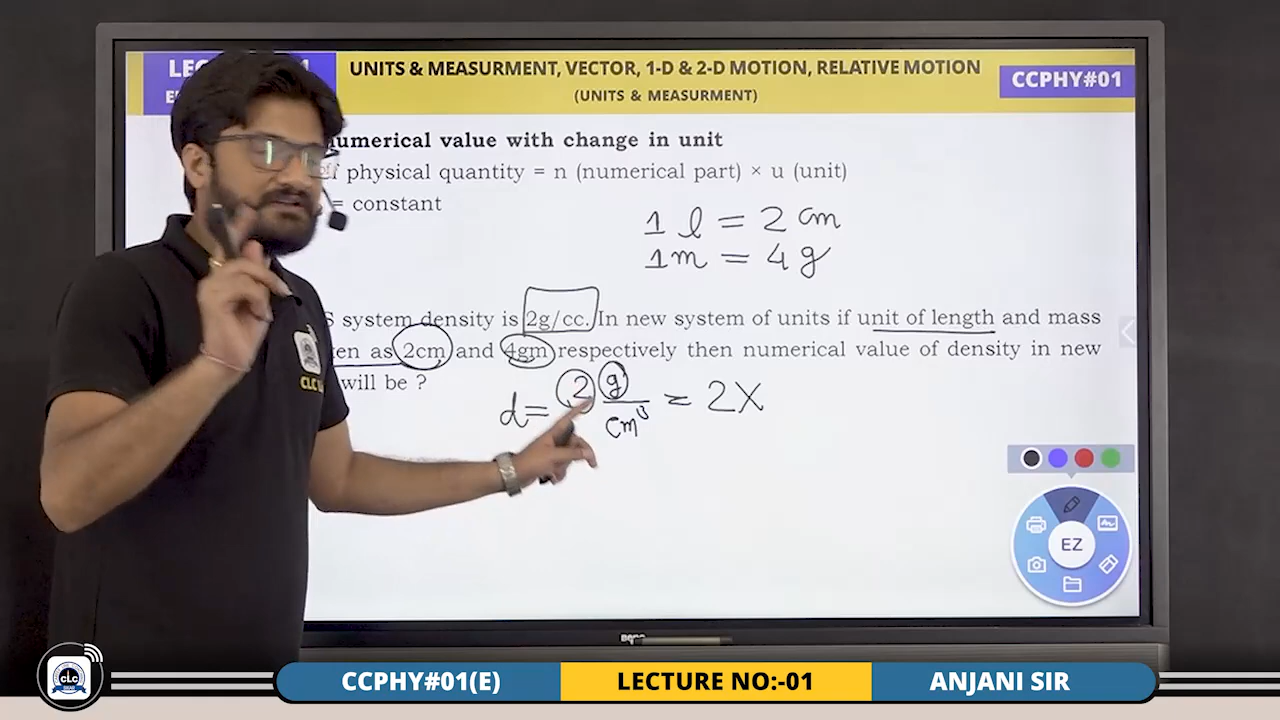 UNITS & MEASURMENT, VECTOR, 1-D & 2-D MOTION, RELATIVE MOTION
(UNITS & MEASURMENT)
CCPHY#01
numerical value with change in unit
physical quantity = n (numerical part) × u (unit)
= constant
1 l = 2 cm
1m = 4 g
system density is 2g/cc. In new system of units if unit of length and mass
as 2cm and 4gm respectively then numerical value of density in new
will be ?
d = 2 g/cm³ = 2X
EZ
CLC
CCPHY#01(E)
LECTURE NO:-01
ANJANI SIR